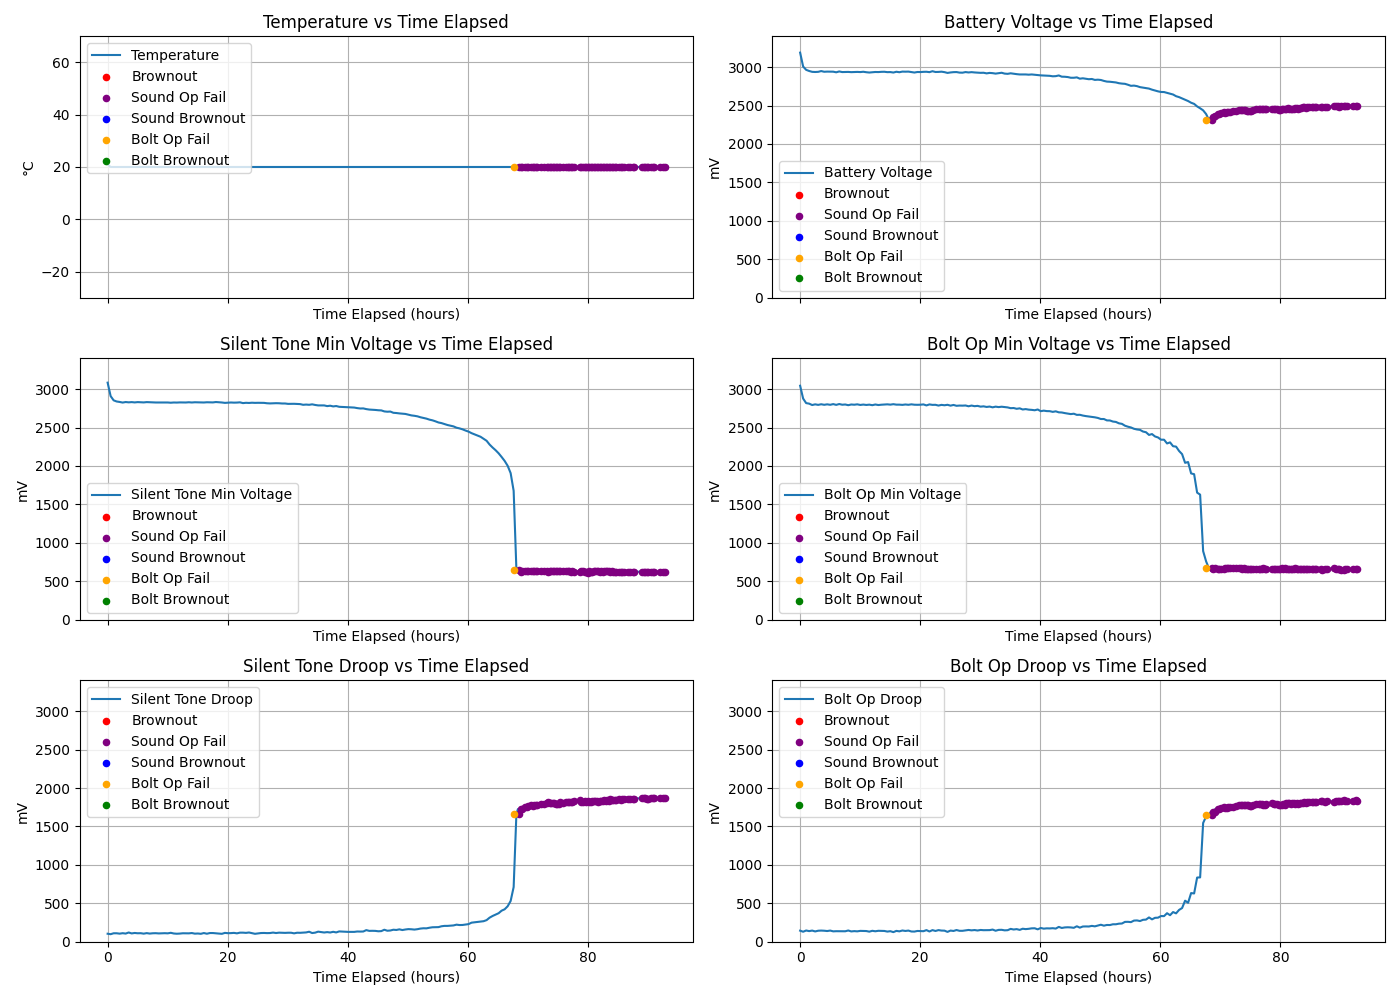 Temperature vs Time Elapsed
60
40
20
0
−20
°C
Temperature
Brownout
Sound Op Fail
Sound Brownout
Bolt Op Fail
Bolt Brownout
Time Elapsed (hours)
Battery Voltage vs Time Elapsed
3000
2500
2000
1500
1000
500
0
mV
Battery Voltage
Brownout
Sound Op Fail
Sound Brownout
Bolt Op Fail
Bolt Brownout
Time Elapsed (hours)
Silent Tone Min Voltage vs Time Elapsed
3000
2500
2000
1500
1000
500
0
mV
Silent Tone Min Voltage
Brownout
Sound Op Fail
Sound Brownout
Bolt Op Fail
Bolt Brownout
Time Elapsed (hours)
Bolt Op Min Voltage vs Time Elapsed
3000
2500
2000
1500
1000
500
0
mV
Bolt Op Min Voltage
Brownout
Sound Op Fail
Sound Brownout
Bolt Op Fail
Bolt Brownout
Time Elapsed (hours)
Silent Tone Droop vs Time Elapsed
3000
2500
2000
1500
1000
500
0
mV
Silent Tone Droop
Brownout
Sound Op Fail
Sound Brownout
Bolt Op Fail
Bolt Brownout
0 20 40 60 80
Time Elapsed (hours)
Bolt Op Droop vs Time Elapsed
3000
2500
2000
1500
1000
500
0
mV
Bolt Op Droop
Brownout
Sound Op Fail
Sound Brownout
Bolt Op Fail
Bolt Brownout
0 20 40 60 80
Time Elapsed (hours)